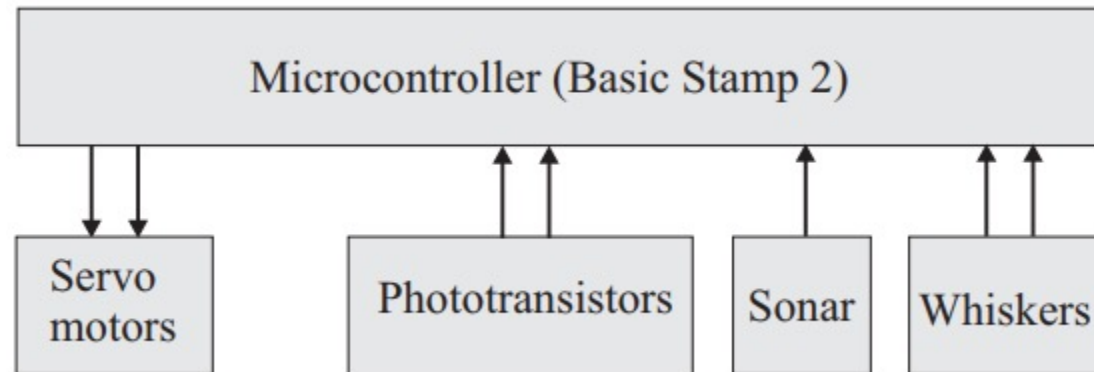 Microcontroller (Basic Stamp 2)
Servo
motors
Phototransistors
Sonar
Whiskers